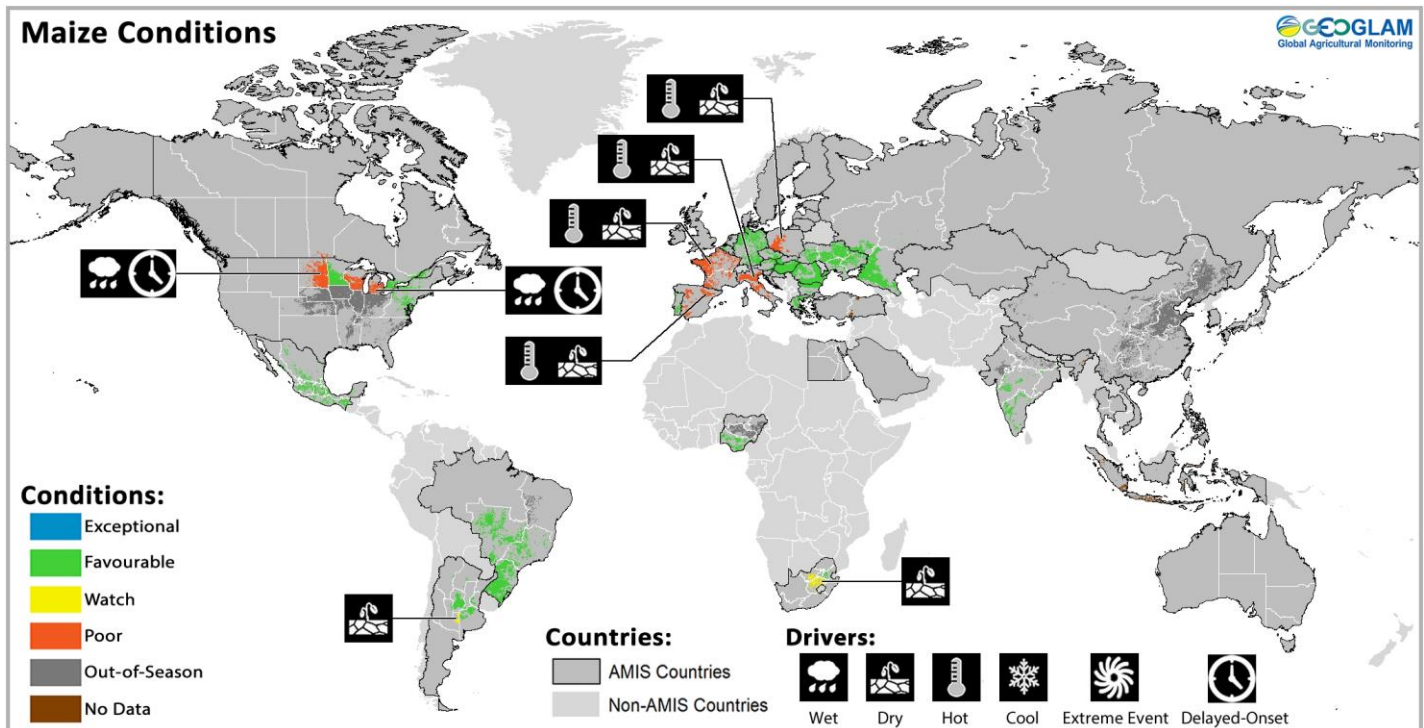 Maize Conditions
GEOGLAM
Global Agricultural Monitoring
Conditions:
Exceptional
Favourable
Watch
Poor
Out-of-Season
No Data
Countries:
AMIS Countries
Non-AMIS Countries
Drivers:
Wet
Dry
Hot
Cool
Extreme Event
Delayed-Onset